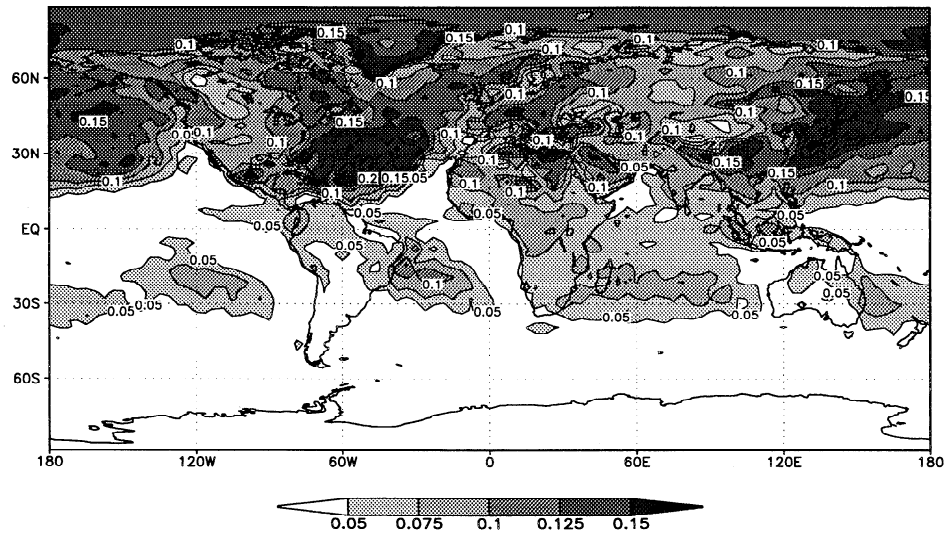 0.15 0.15 0.1 0.1 0.1
0.1
60N 0.1 0.1 0.1 0.15
0.1 0.15
0.15 0.15 0.1
0.1 0.1 0.1 0.1 0.1
30N 0.1 0.05 0.15
0.1 0.2 0.15 0.1 0.15
0.1 0.1 0.1 0.1 0.1
0.05 0.05 0.05
EQ 0.05 0.05 0.05
0.1 0.05
30S 0.05 0.05 0.05 0.05 0.05 0.05
60S
180 120W 60W 0 60E 120E 180
0.05 0.075 0.1 0.125 0.15